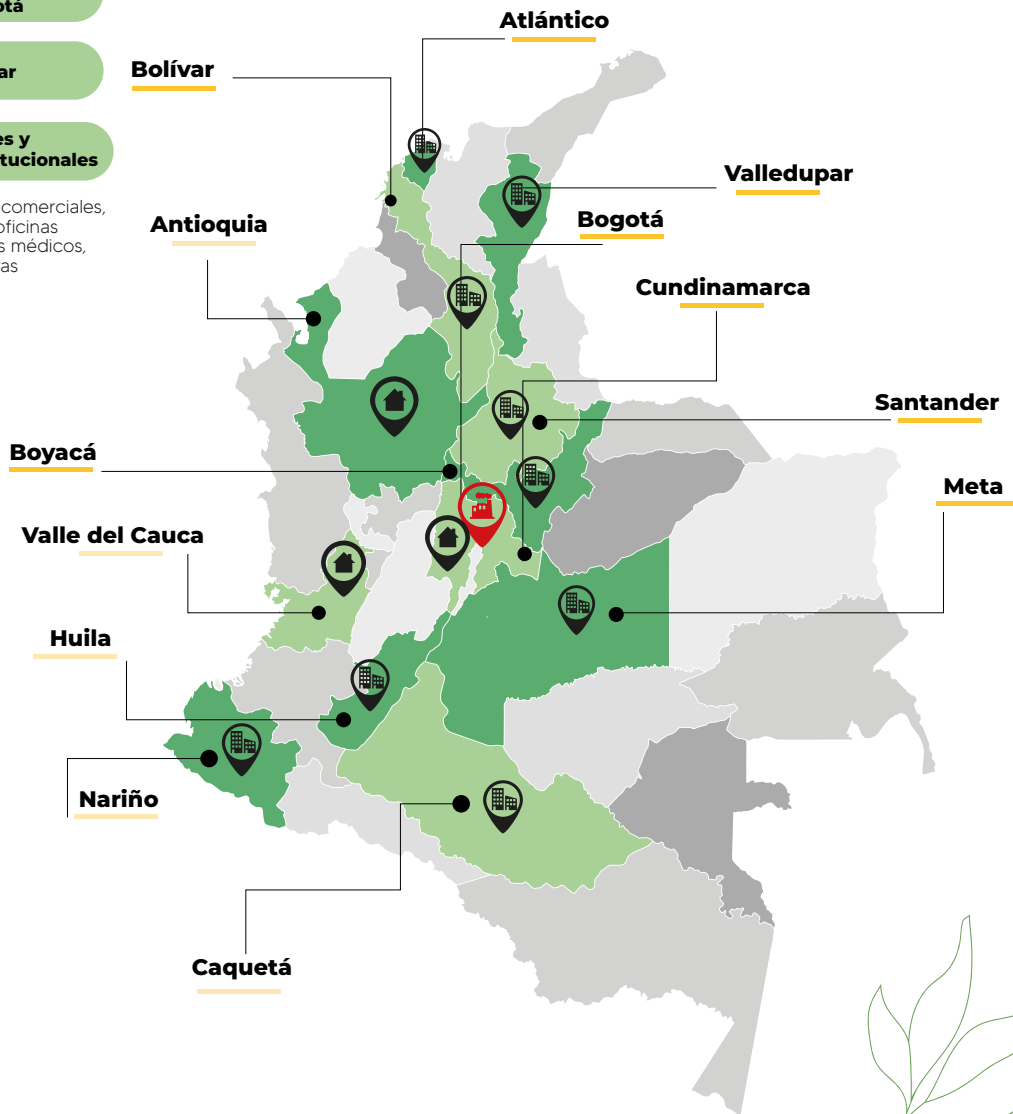 otá
ar
es y
tucionales
comerciales,
oficinas
s médicos,
as
Atlántico
Bolívar
Valledupar
Antioquia
Bogotá
Cundinamarca
Santander
Boyacá
Meta
Valle del Cauca
Huila
Nariño
Caquetá